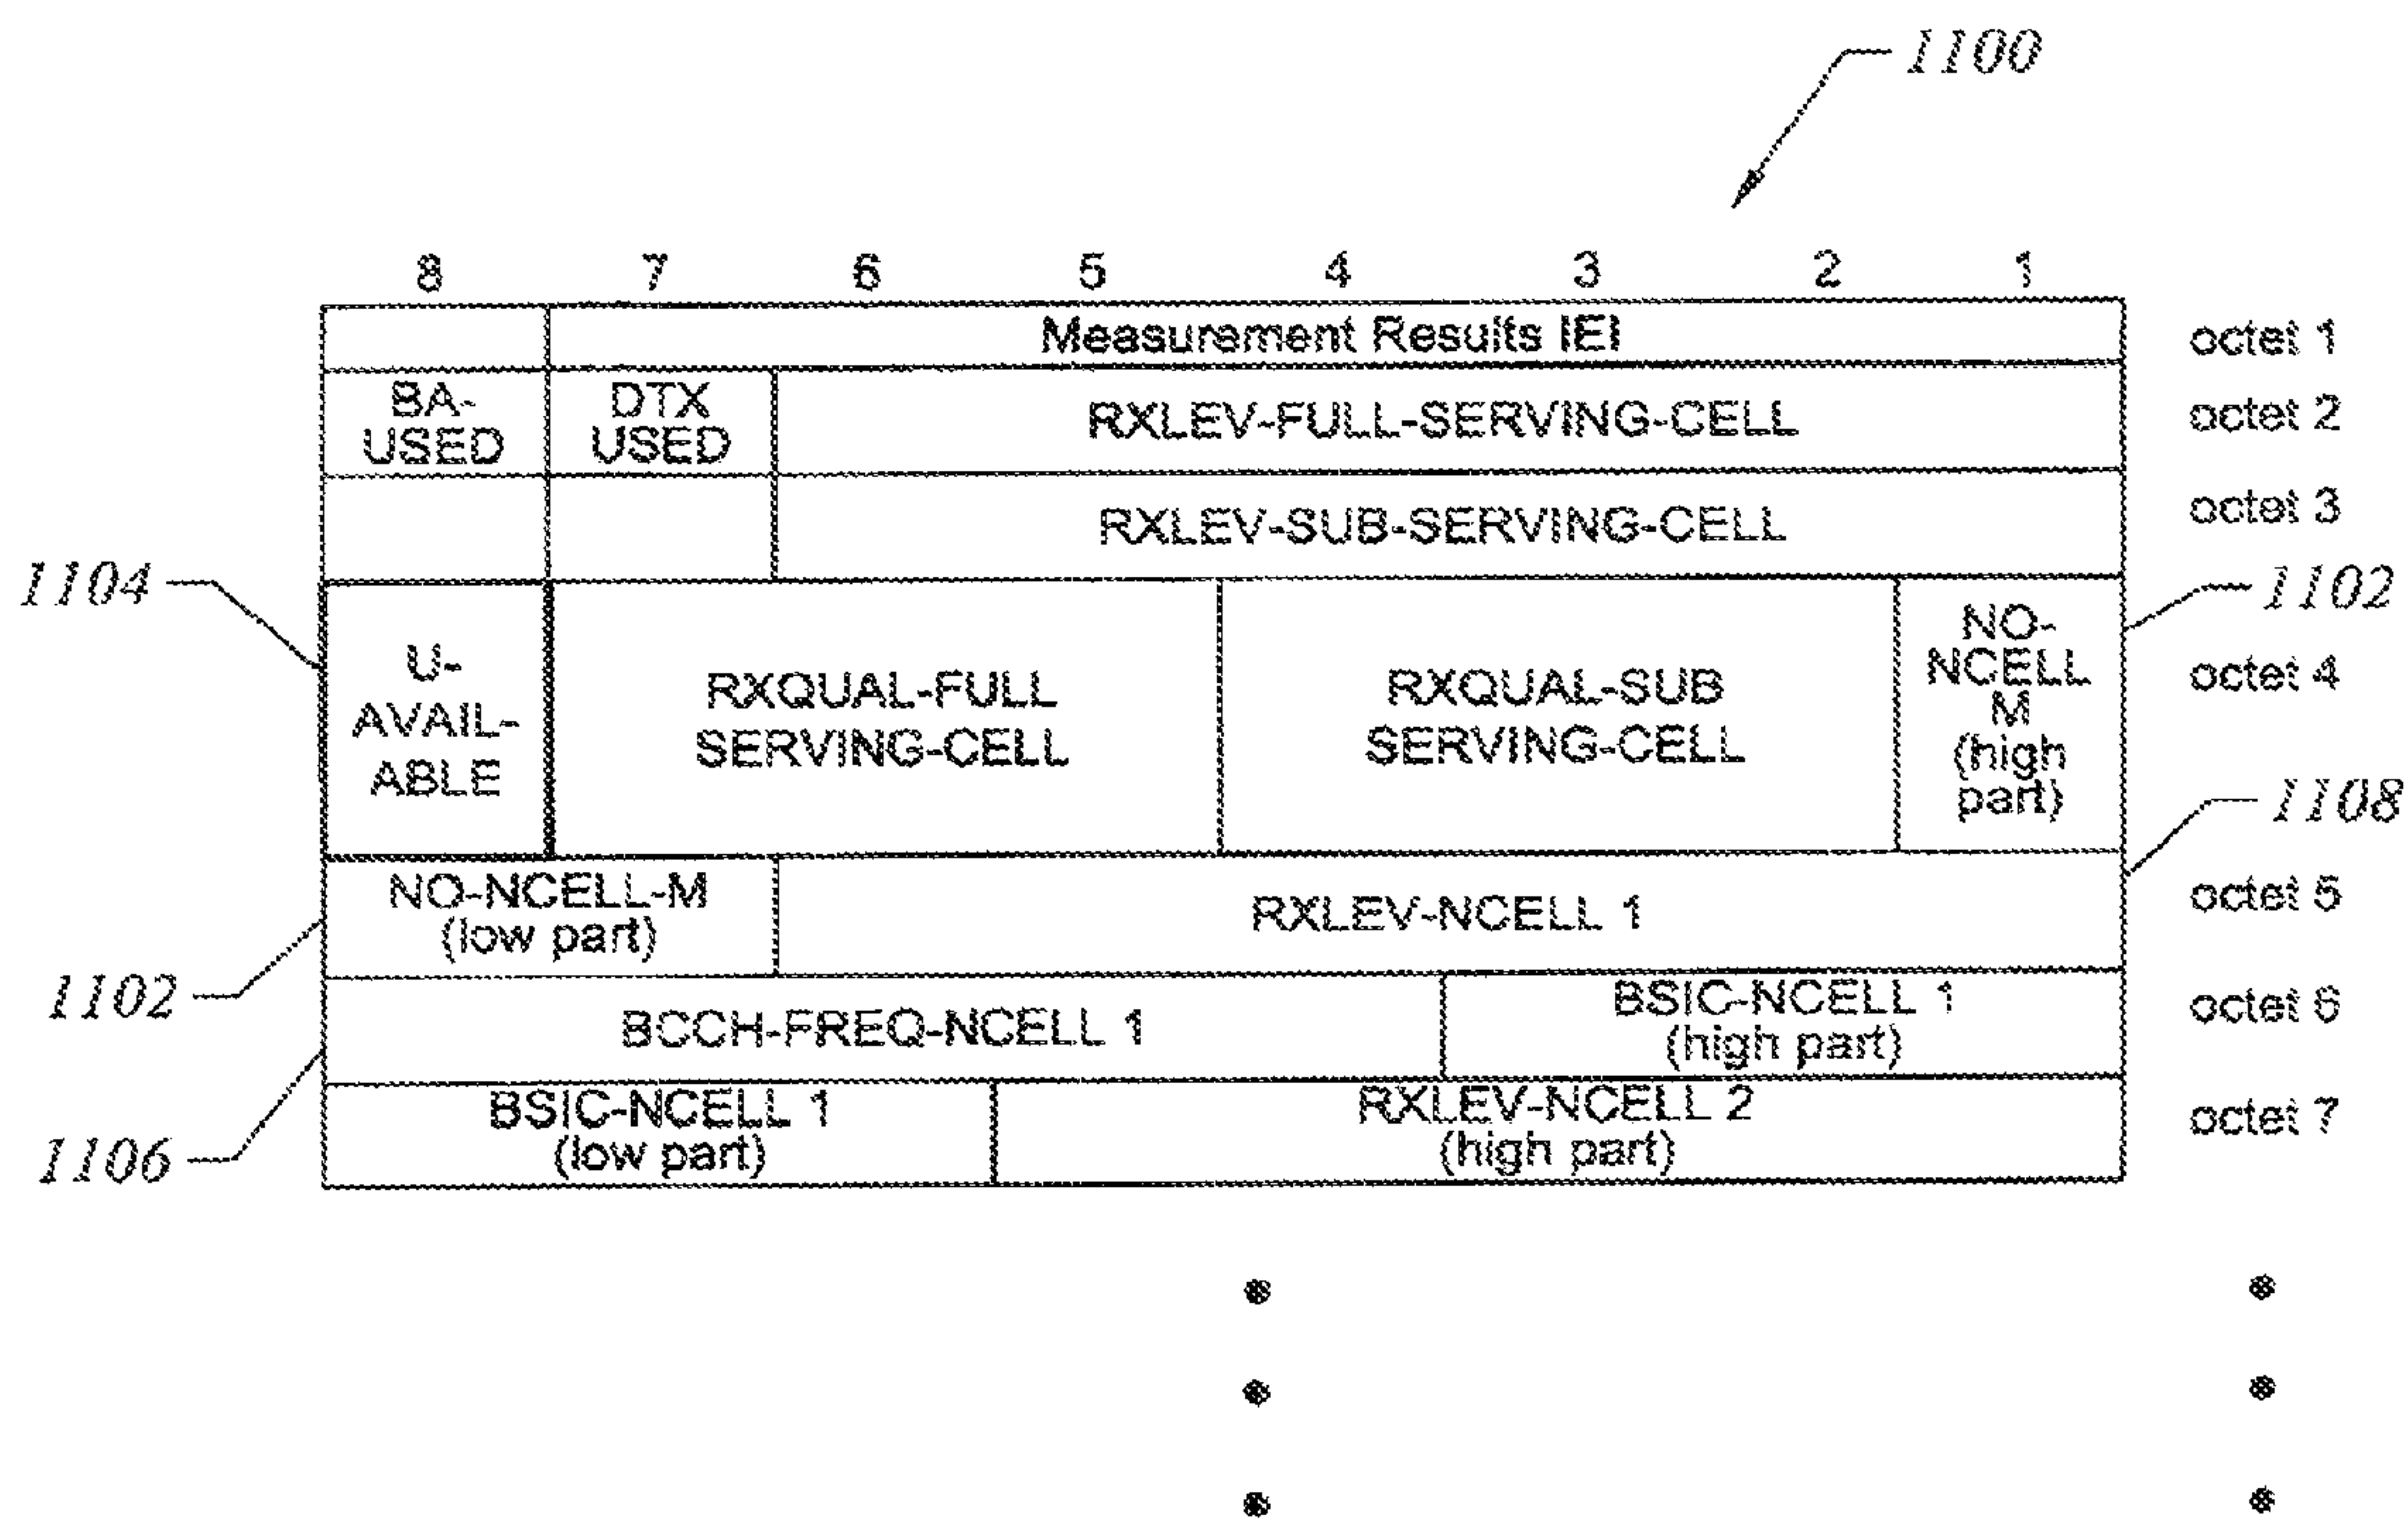 1100
8 7 6 5 4 3 2 1
Measurement Results IEI octet 1
BA-
USED
DTX
USED
RXLEV-FULL-SERVING-CELL
octet 2
RXLEV-SUB-SERVING-CELL octet 3
1104
U-
AVAIL-
ABLE
RXQUAL-FULL
SERVING-CELL
RXQUAL-SUB
SERVING-CELL
NO-
NCELL
M
(high
part)
1102
octet 4
1108
NO-NCELL-M
(low part)
RXLEV-NCELL 1
octet 5
1102
BCCH-FREQ-NCELL 1
BSIC-NCELL 1
(high part)
octet 6
1106
BSIC-NCELL 1
(low part)
RXLEV-NCELL 2
(high part)
octet 7